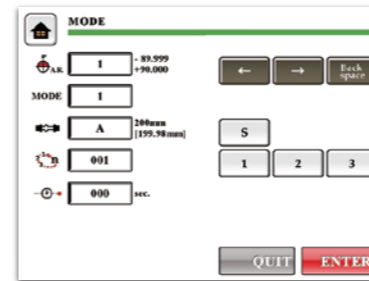 MODE
A.R. 1 - 89.999
+90.000
← → Back
space
MODE 1
A 200mm
[199.98mm]
S
001
1 2 3
000 sec.
QUIT ENTER